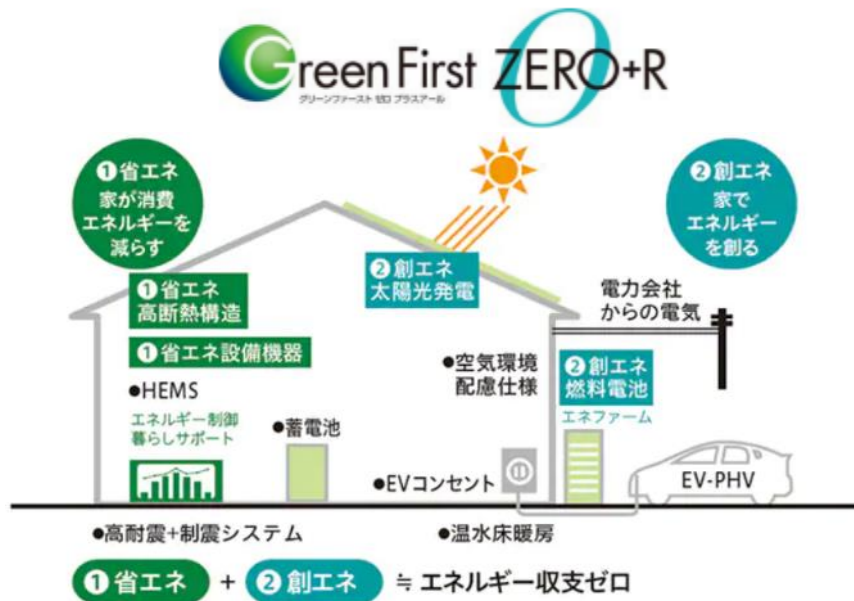 Green First ZERO+R
グリーンファースト ゼロ プラスアール
❶省エネ
家が消費
エネルギーを
減らす
❷創エネ
家で
エネルギー
を創る
❶省エネ
高断熱構造
❷創エネ
太陽光発電
電力会社
からの電気
❶省エネ設備機器
●空気環境
配慮仕様
❷創エネ
燃料電池
エネファーム
●HEMS
エネルギー制御
暮らしサポート
●蓄電池
●EVコンセント
EV-PHV
●高耐震+制震システム
●温水床暖房
❶省エネ + ❷創エネ ≒ エネルギー収支ゼロ